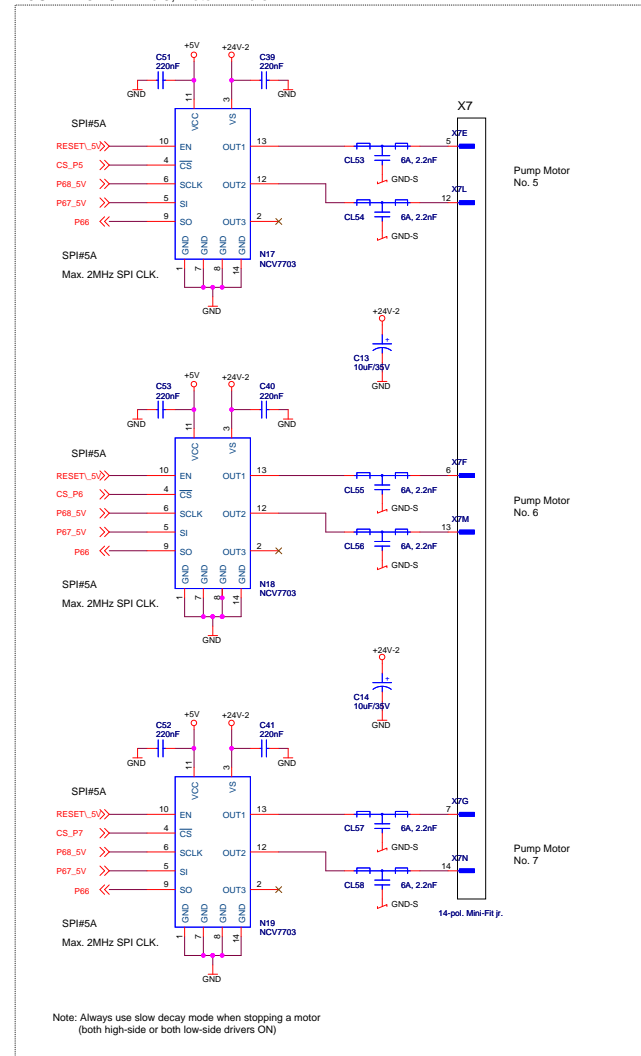 +5V
+24V-2
C51
220nF
C39
220nF
GND
GND
X7
SPI#5A
11
VCC
3
VS
RESET\_5V
10
EN
OUT1
13
CL53
6A, 2.2nF
5
X7E
CS_P5
4
CS
GND-S
Pump Motor
No. 5
P68_5V
6
SCLK
OUT2
12
X7L
12
P67_5V
5
SI
CL54
6A, 2.2nF
P66
9
SO
OUT3
2
GND-S
GND
GND
GND
GND
SPI#5A
N17
NCV7703
1
7
8
14
Max. 2MHz SPI CLK.
GND
+24V-2
C13
10uF/35V
GND
+5V
+24V-2
C53
220nF
C40
220nF
GND
GND
SPI#5A
11
VCC
3
VS
RESET\_5V
10
EN
OUT1
13
CL55
6A, 2.2nF
6
X7F
CS_P6
4
CS
GND-S
Pump Motor
No. 6
P68_5V
6
SCLK
OUT2
12
X7M
13
P67_5V
5
SI
CL56
6A, 2.2nF
P66
9
SO
OUT3
2
GND-S
GND
GND
GND
GND
SPI#5A
N18
NCV7703
1
7
8
14
Max. 2MHz SPI CLK.
GND
+24V-2
C14
10uF/35V
GND
+5V
+24V-2
C52
220nF
C41
220nF
GND
GND
SPI#5A
11
VCC
3
VS
RESET\_5V
10
EN
OUT1
13
CL57
6A, 2.2nF
7
X7G
CS_P7
4
CS
GND-S
Pump Motor
No. 7
P68_5V
6
SCLK
OUT2
12
X7N
14
P67_5V
5
SI
CL58
6A, 2.2nF
P66
9
SO
OUT3
2
GND-S
14-pol. Mini-Fit jr.
GND
GND
GND
GND
SPI#5A
N19
NCV7703
1
7
8
14
Max. 2MHz SPI CLK.
GND
Note: Always use slow decay mode when stopping a motor
(both high-side or both low-side drivers ON)